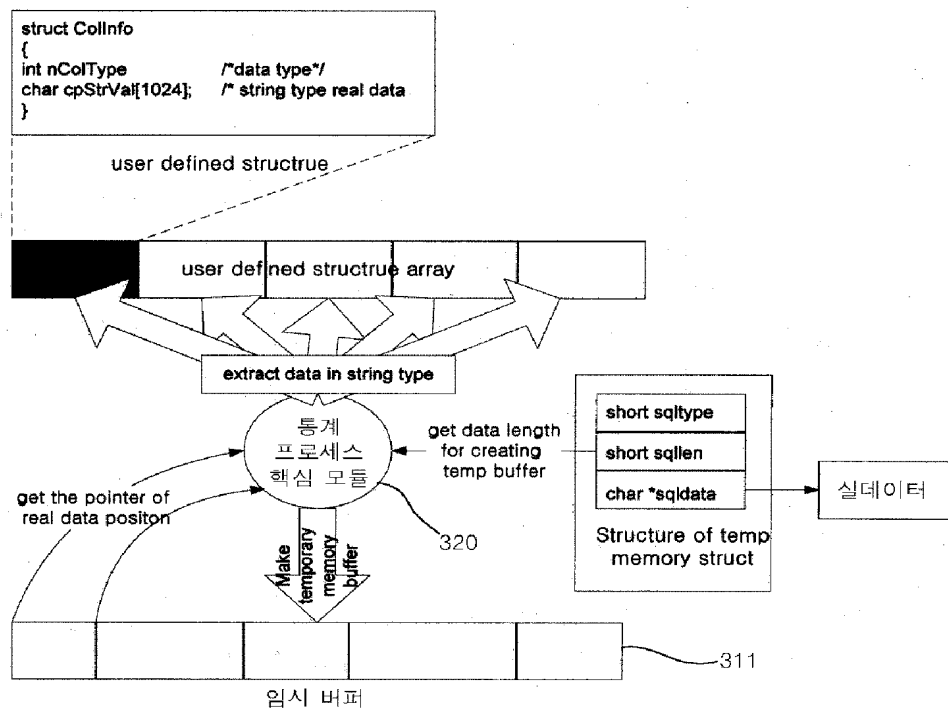 struct ColInfo
{
int nColType /*data type*/
char cpStrVal[1024]; /* string type real data
}
user defined structrue
user defined structrue array
extract data in string type
통계
프로세스
핵심 모듈
get data length
for creating
temp buffer
short sqltype
short sqllen
char *sqldata
실데이터
Structure of temp
memory struct
get the pointer of
real data positon
320
Make
temporary
memory
buffer
311
임시 버퍼